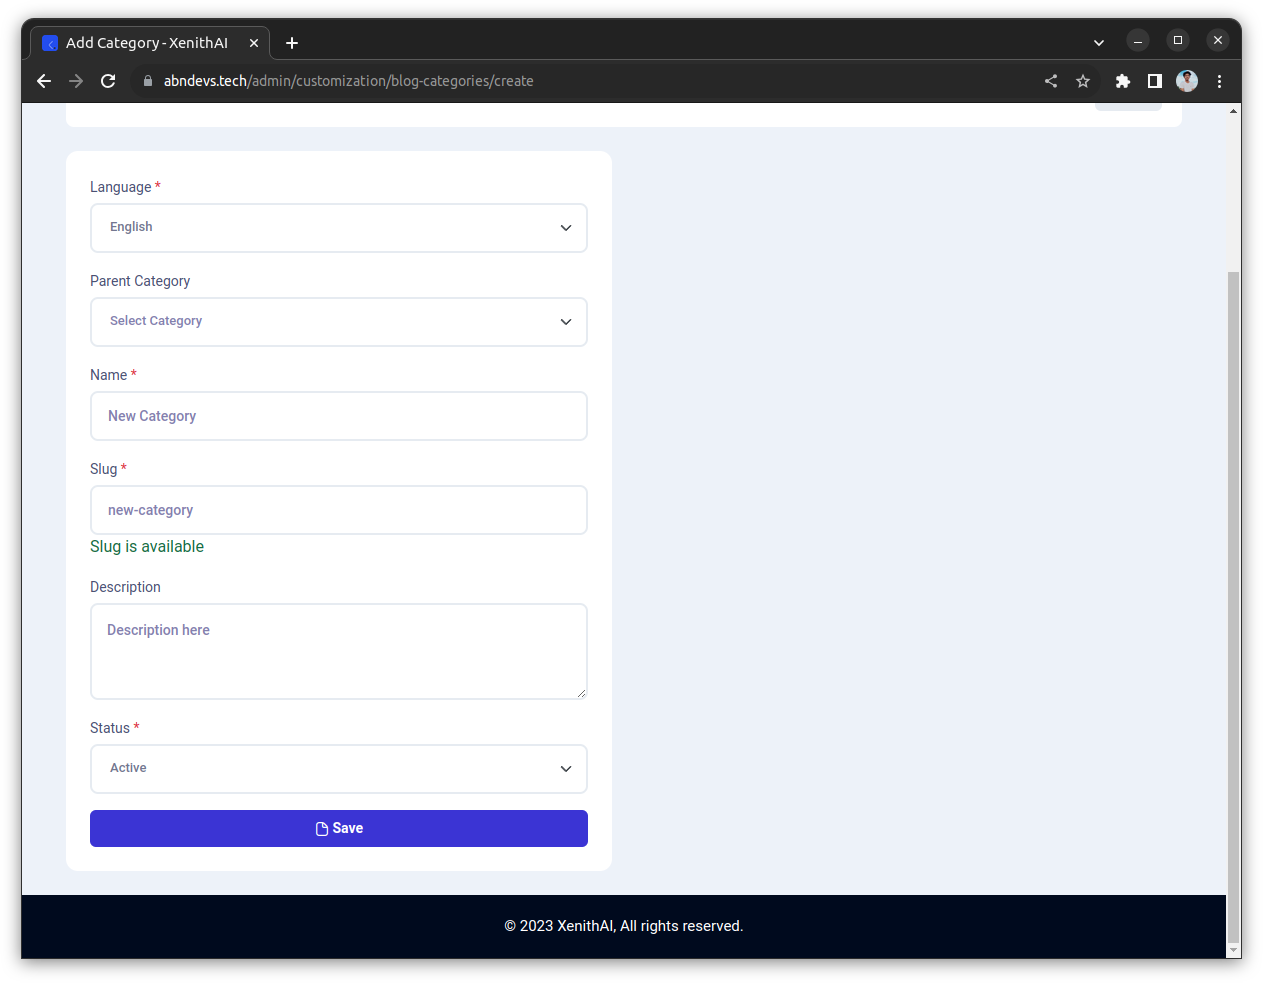 Add Category - XenithAI
abndevs.tech/admin/customization/blog-categories/create
Language *
English
Parent Category
Select Category
Name *
New Category
Slug *
new-category
Slug is available
Description
Description here
Status *
Active
Save
© 2023 XenithAI, All rights reserved.